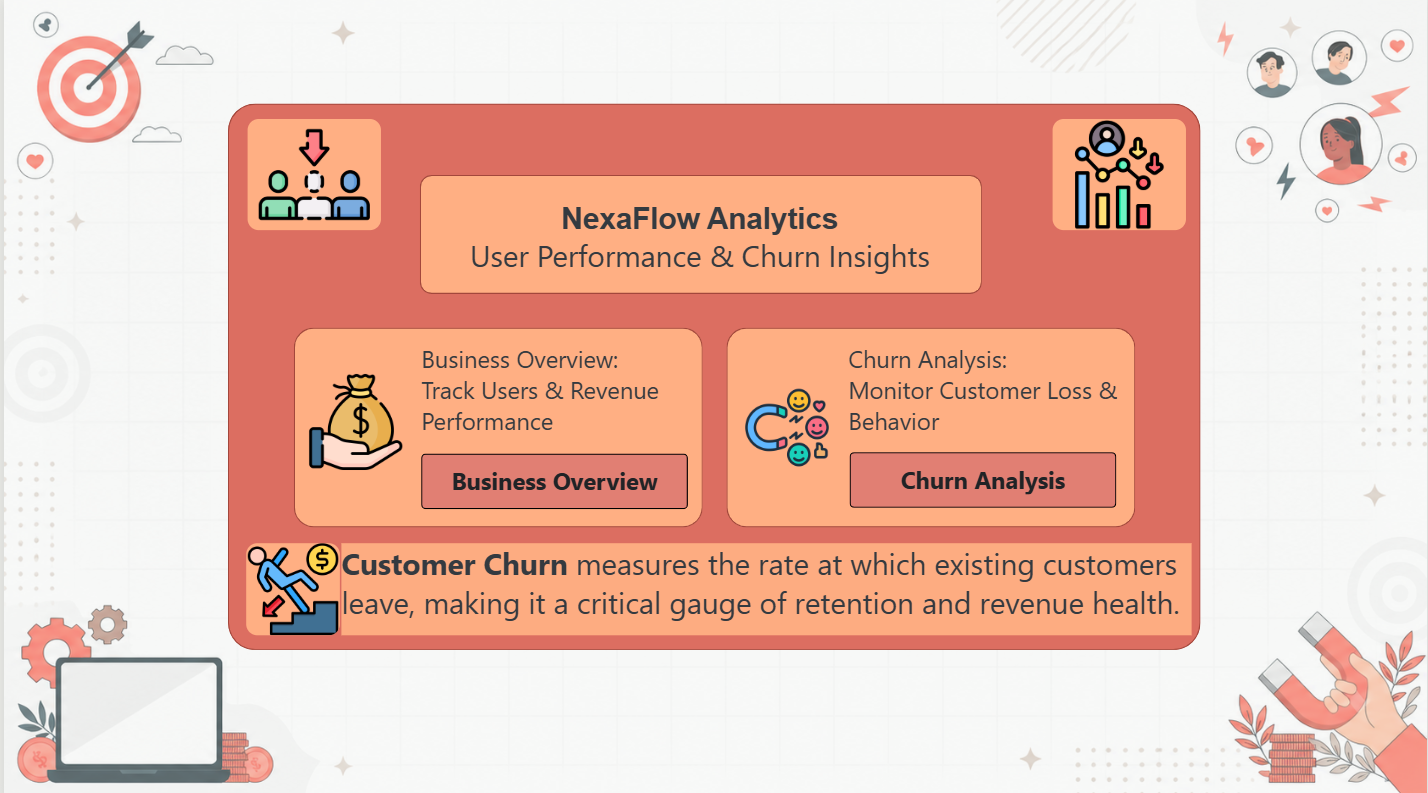 NexaFlow Analytics
User Performance & Churn Insights
Business Overview:
Track Users & Revenue
Performance
Business Overview
Churn Analysis:
Monitor Customer Loss &
Behavior
Churn Analysis
Customer Churn measures the rate at which existing customers
leave, making it a critical gauge of retention and revenue health.